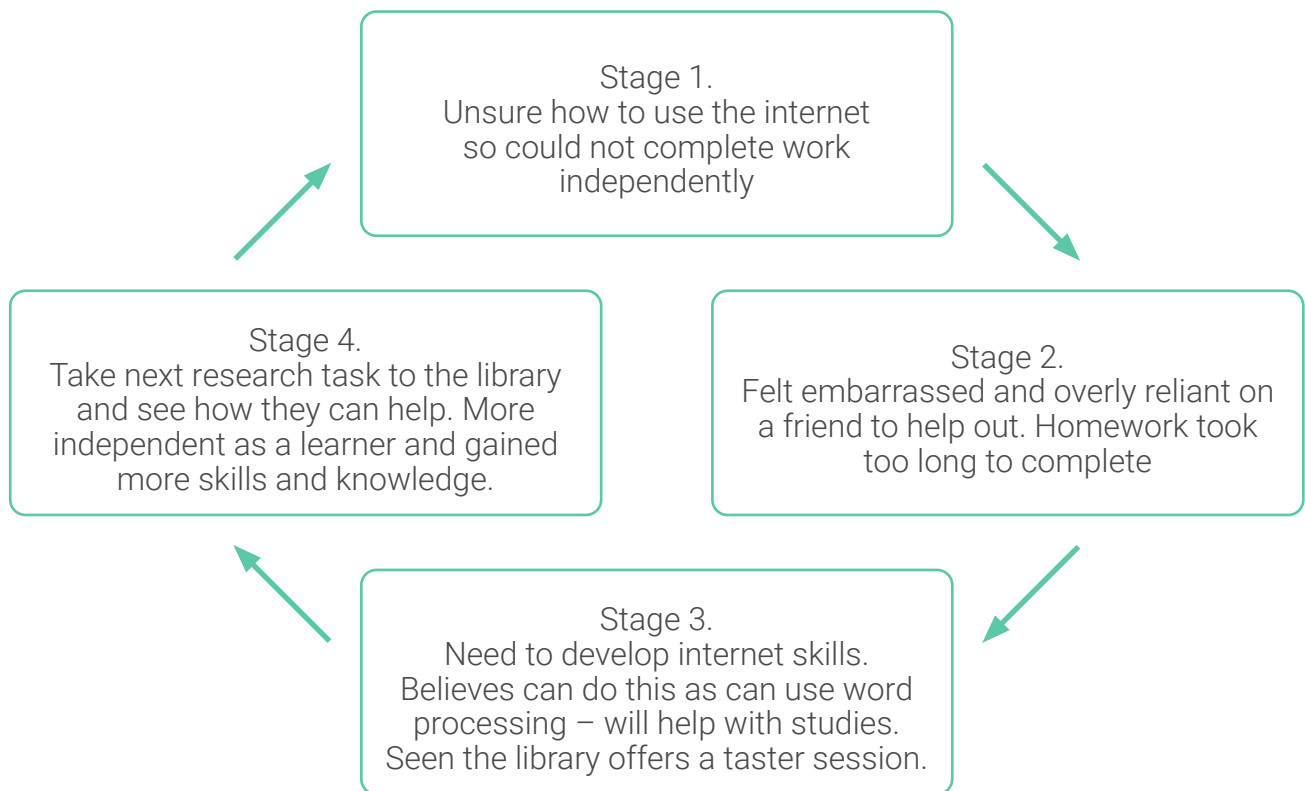 Stage 1.
Unsure how to use the internet
so could not complete work
independently
Stage 2.
Felt embarrassed and overly reliant on
a friend to help out. Homework took
too long to complete
Stage 3.
Need to develop internet skills.
Believes can do this as can use word
processing – will help with studies.
Seen the library offers a taster session.
Stage 4.
Take next research task to the library
and see how they can help. More
independent as a learner and gained
more skills and knowledge.